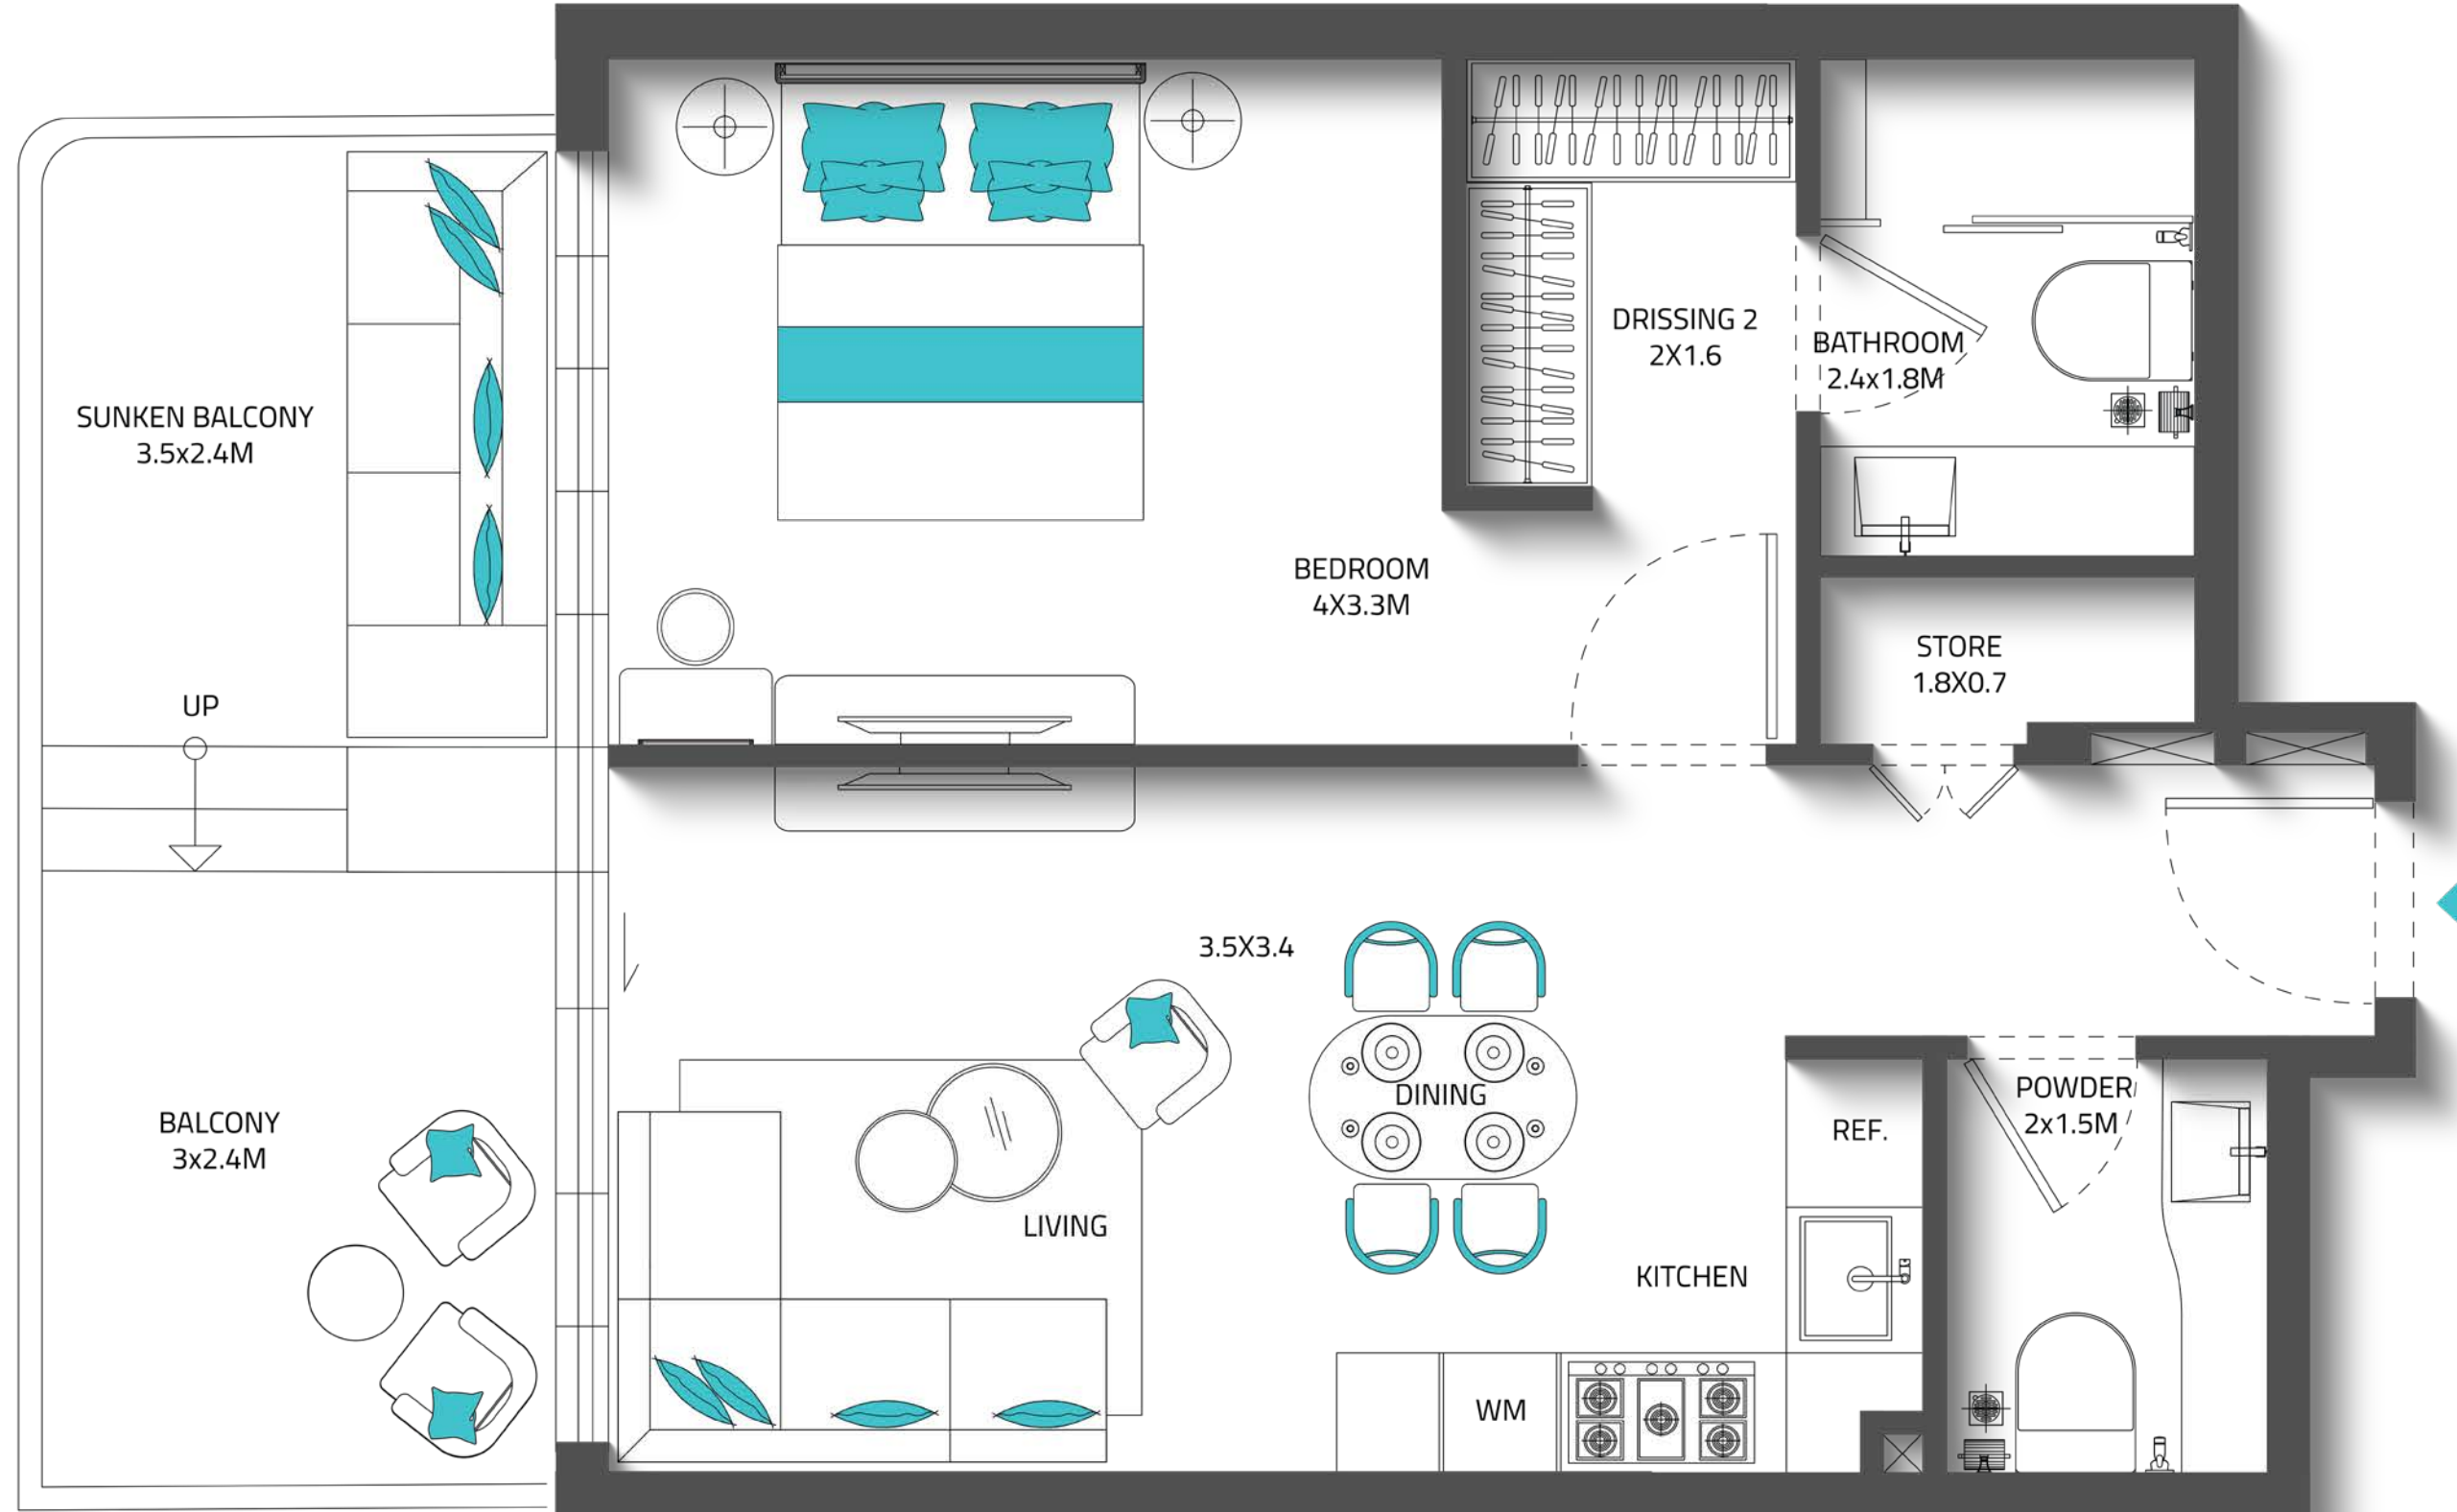 DRISSING 2
2X1.6
BATHROOM
2.4x1.8M
SUNKEN BALCONY
3.5x2.4M
BEDROOM
4X3.3M
STORE
1.8X0.7
UP
3.5X3.4
DINING
POWDER
2x1.5M
REF.
BALCONY
3x2.4M
LIVING
KITCHEN
WM